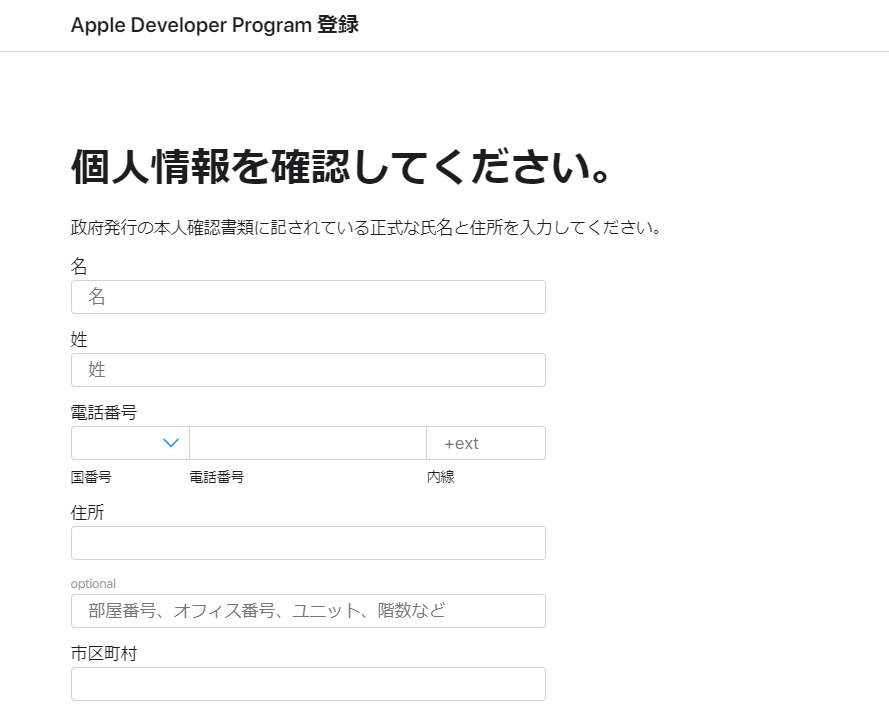 Apple Developer Program 登録
個人情報を確認してください。
政府発行の本人確認書類に記されている正式な氏名と住所を入力してください。
名
名
姓
姓
電話番号
+ext
国番号 電話番号 内線
住所
optional
部屋番号、オフィス番号、ユニット、階数など
市区町村